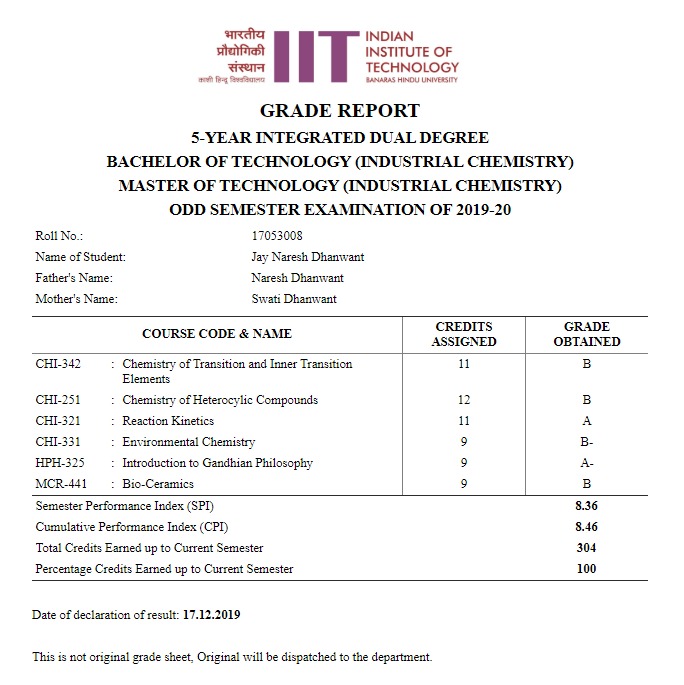 भारतीय
प्रौद्योगिकी
संस्थान
काशी हिन्दू विश्वविद्यालय
IIT
INDIAN
INSTITUTE OF
TECHNOLOGY
BANARAS HINDU UNIVERSITY
GRADE REPORT
5-YEAR INTEGRATED DUAL DEGREE
BACHELOR OF TECHNOLOGY (INDUSTRIAL CHEMISTRY)
MASTER OF TECHNOLOGY (INDUSTRIAL CHEMISTRY)
ODD SEMESTER EXAMINATION OF 2019-20
Roll No.: 17053008
Name of Student: Jay Naresh Dhanwant
Father's Name: Naresh Dhanwant
Mother's Name: Swati Dhanwant
COURSE CODE & NAME CREDITS ASSIGNED GRADE OBTAINED
CHI-342 : Chemistry of Transition and Inner Transition 11 B
Elements
CHI-251 : Chemistry of Heterocylic Compounds 12 B
CHI-321 : Reaction Kinetics 11 A
CHI-331 : Environmental Chemistry 9 B-
HPH-325 : Introduction to Gandhian Philosophy 9 A-
MCR-441 : Bio-Ceramics 9 B
Semester Performance Index (SPI) 8.36
Cumulative Performance Index (CPI) 8.46
Total Credits Earned up to Current Semester 304
Percentage Credits Earned up to Current Semester 100
Date of declaration of result: 17.12.2019
This is not original grade sheet, Original will be dispatched to the department.